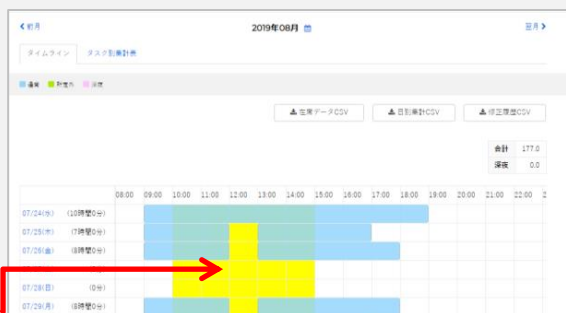 前月
2019年08月
翌月
タイムライン タスク別集計表
通常 所定外 深夜
在席データCSV 日別集計CSV 修正履歴CSV
合計 177.0
深夜 0.0
08:00 09:00 10:00 11:00 12:00 13:00 14:00 15:00 16:00 17:00 18:00 19:00 20:00 21:00 22:00 2
07/24(水) (10時間0分)
07/25(木) (7時間0分)
07/26(金) (8時間0分)
07/28(日) (0分)
07/29(月) (8時間0分)